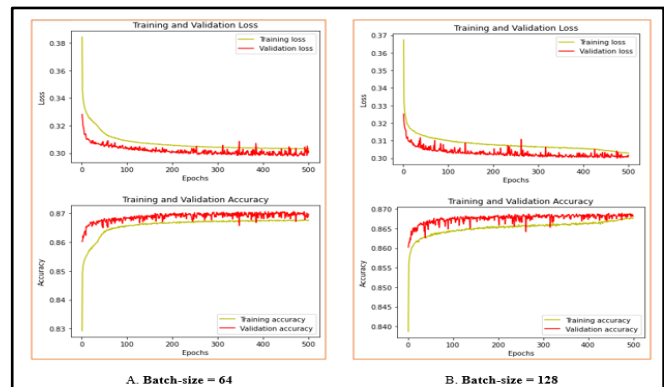 Training and Validation Loss
Training loss
Validation loss
Loss
0.38
0.36
0.34
0.32
0.30
0 100 200 300 400 500
Epochs
Training and Validation Accuracy
Accuracy
0.87
0.86
0.85
0.84
0.83
Training accuracy
Validation accuracy
0 100 200 300 400 500
Epochs
A. Batch-size = 64
Training and Validation Loss
Training loss
Validation loss
Loss
0.37
0.36
0.35
0.34
0.33
0.32
0.31
0.30
0 100 200 300 400 500
Epochs
Training and Validation Accuracy
Accuracy
0.870
0.865
0.860
0.855
0.850
0.845
0.840
Training accuracy
Validation accuracy
0 100 200 300 400 500
Epochs
B. Batch-size = 128